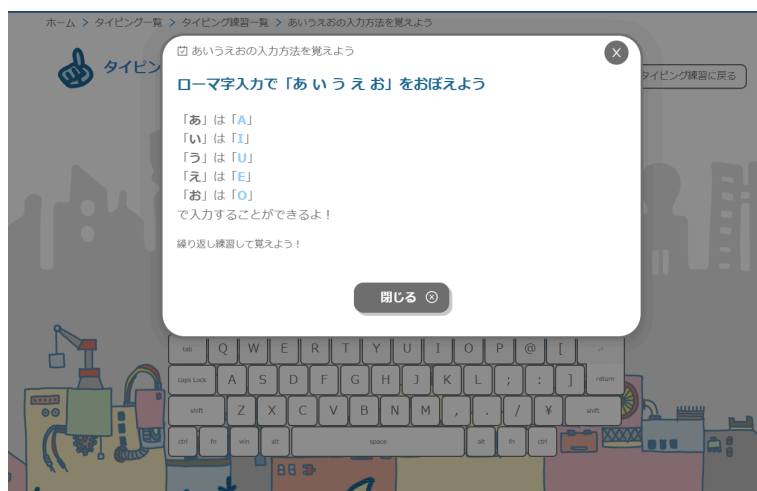 ホーム > タイピング一覧 > タイピング練習一覧 > あいうえおの入力方法を覚えよう
あいうえおの入力方法を覚えよう
X
タイピン
タイピング練習に戻る
ローマ字入力で「あ い う え お」をおぼえよう
「あ」は「A」
「い」は「I」
「う」は「U」
「え」は「E」
「お」は「O」
で入力することができるよ！
繰り返し練習して覚えよう！
閉じる
tab Q W E R T Y U I O P @ [
caps Lock A S D F G H J K L ; : ] return
shift Z X C V B N M , . / ¥ shift
ctrl fn win alt space alt fn ctrl